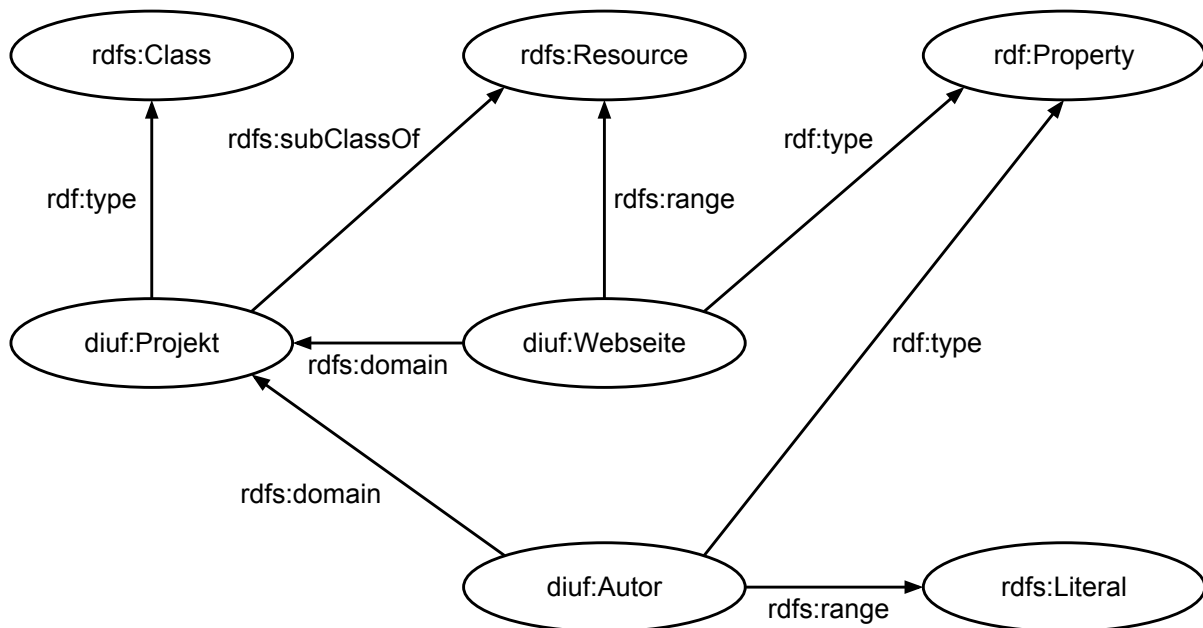 rdfs:Class
rdfs:Resource
rdf:Property
rdfs:subClassOf
rdf:type
rdf:type
rdfs:range
diuf:Projekt
diuf:Webseite
rdf:type
rdfs:domain
rdfs:domain
diuf:Autor
rdfs:Literal
rdfs:range